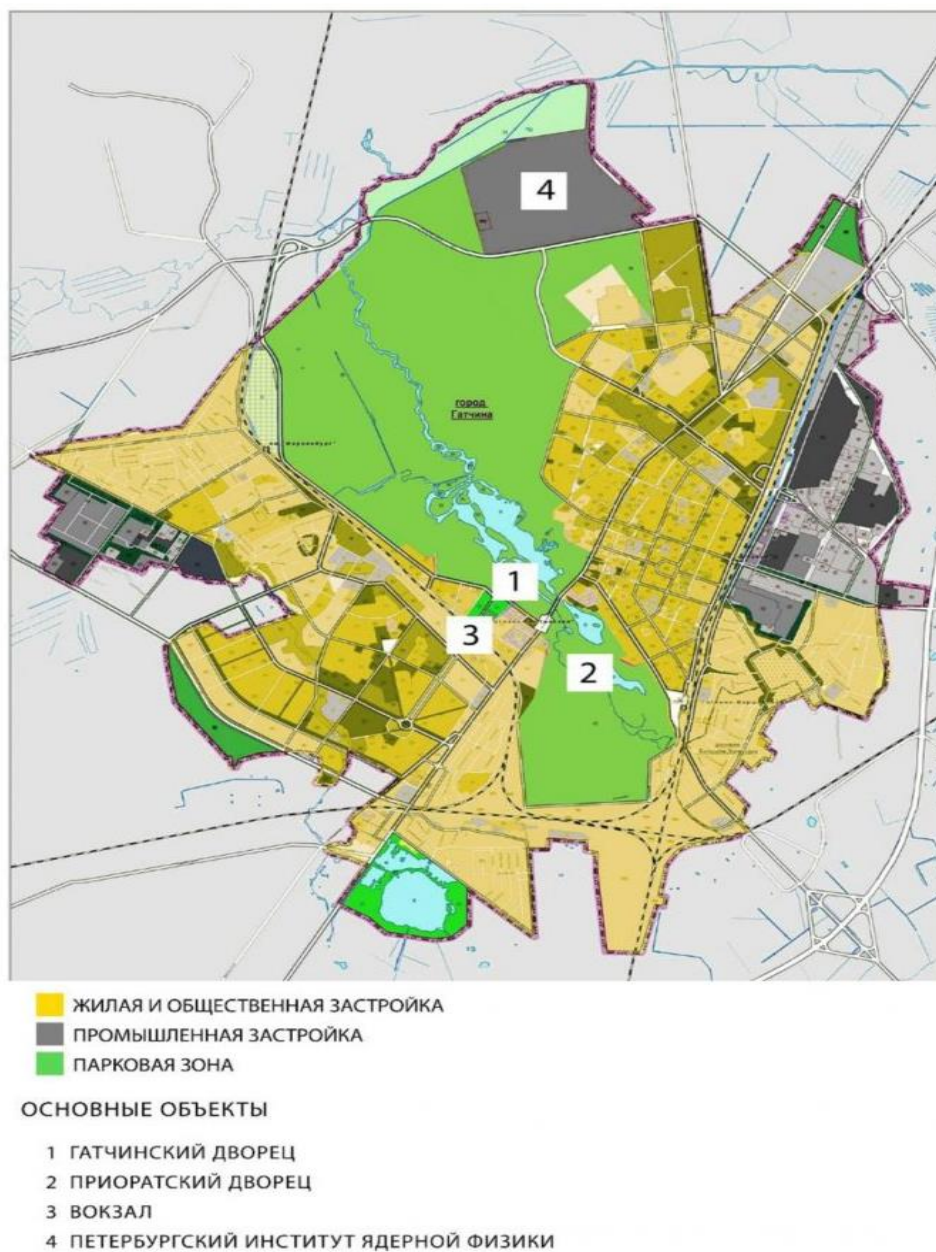 город
Гатчина
4
1
3
2
ЖИЛАЯ И ОБЩЕСТВЕННАЯ ЗАСТРОЙКА
ПРОМЫШЛЕННАЯ ЗАСТРОЙКА
ПАРКОВАЯ ЗОНА
ОСНОВНЫЕ ОБЪЕКТЫ
1 ГАТЧИНСКИЙ ДВОРЕЦ
2 ПРИОРАТСКИЙ ДВОРЕЦ
3 ВОКЗАЛ
4 ПЕТЕРБУРГСКИЙ ИНСТИТУТ ЯДЕРНОЙ ФИЗИКИ